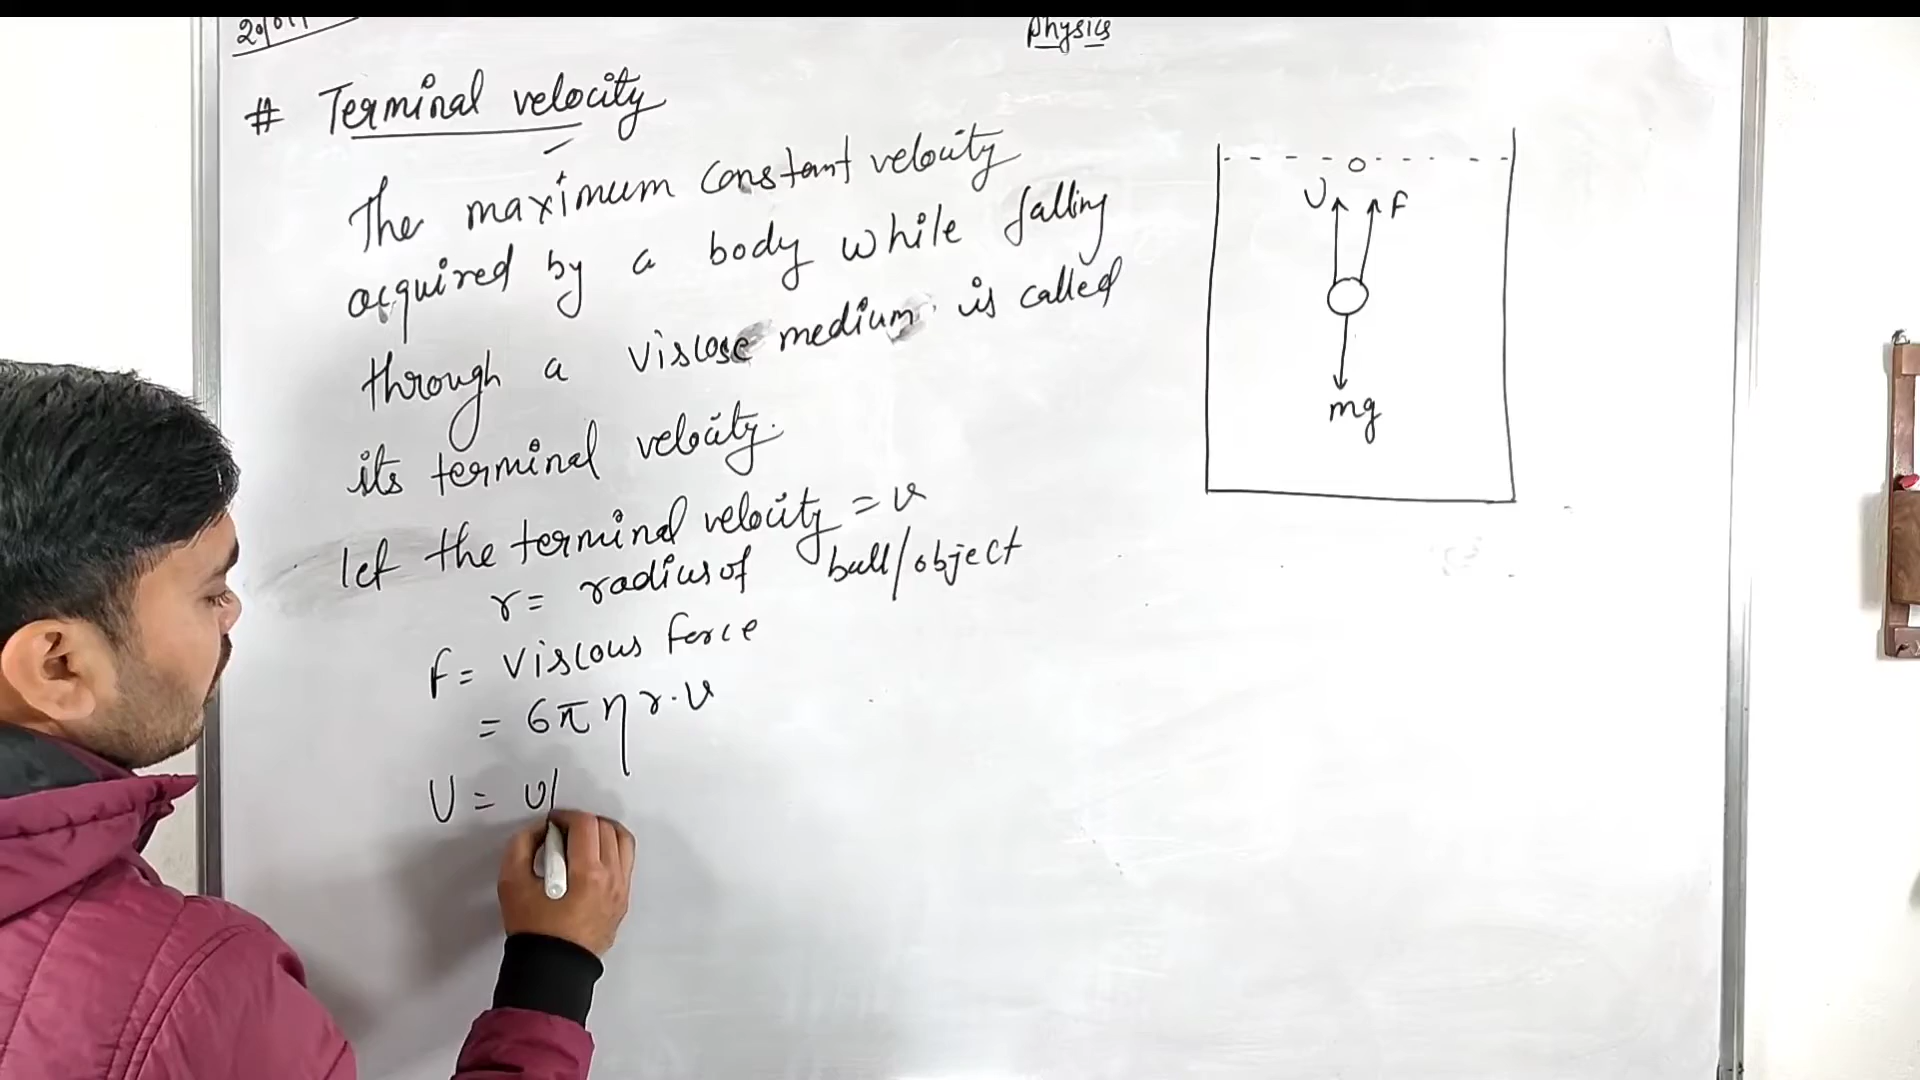 Physics
# Terminal velocity
The maximum constant velocity
acquired by a body while falling
through a viscose medium is called
its terminal velocity.
let the terminal velocity = v
r = radius of ball/object
F = viscous force
= 6πηr.v
U =
U F
mg